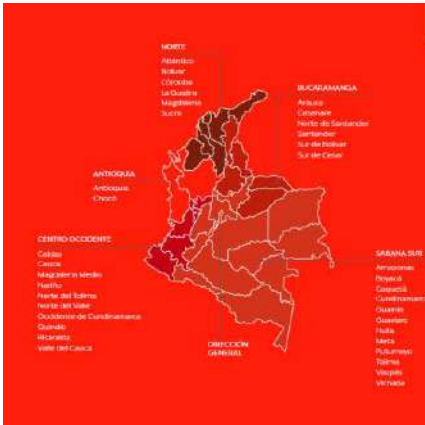 NORTE
Atlántico
Bolívar
Córdoba
La Guajira
Magdalena
Sucre
BUCARAMANGA
Arauca
Casanare
Norte de Santander
Santander
Sur de Bolívar
Sur de Cesar
ANTIOQUIA
Antioquia
Chocó
CENTRO OCCIDENTE
Caldas
Cauca
Magdalena Medio
Nariño
Norte del Tolima
Norte del Valle
Occidente de Cundinamarca
Quindío
Risaralda
Valle del Cauca
SABANA SUR
Amazonas
Boyacá
Caquetá
Cundinamarca
Guainía
Guaviare
Huila
Meta
Putumayo
Tolima
Vaupés
Vichada
DIRECCIÓN
GENERAL